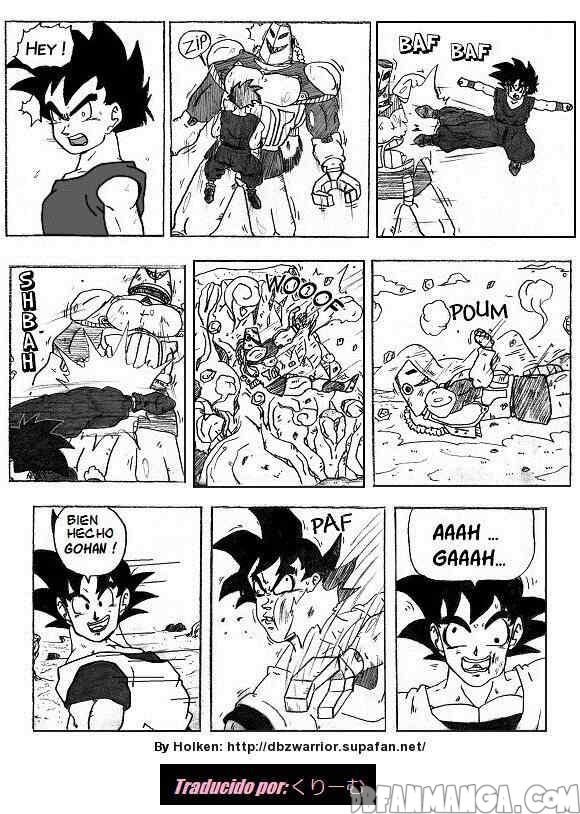 HEY !
ZIP
BAF
BAF
SHBAH
WOOOF
POUM
BIEN
HECHO
GOHAN !
PAF
AAAH ...
GAAAH...
By Holken: http://dbzwarrior.supafan.net/
Traducido por:くりーむ
DBFANMANGA.COM